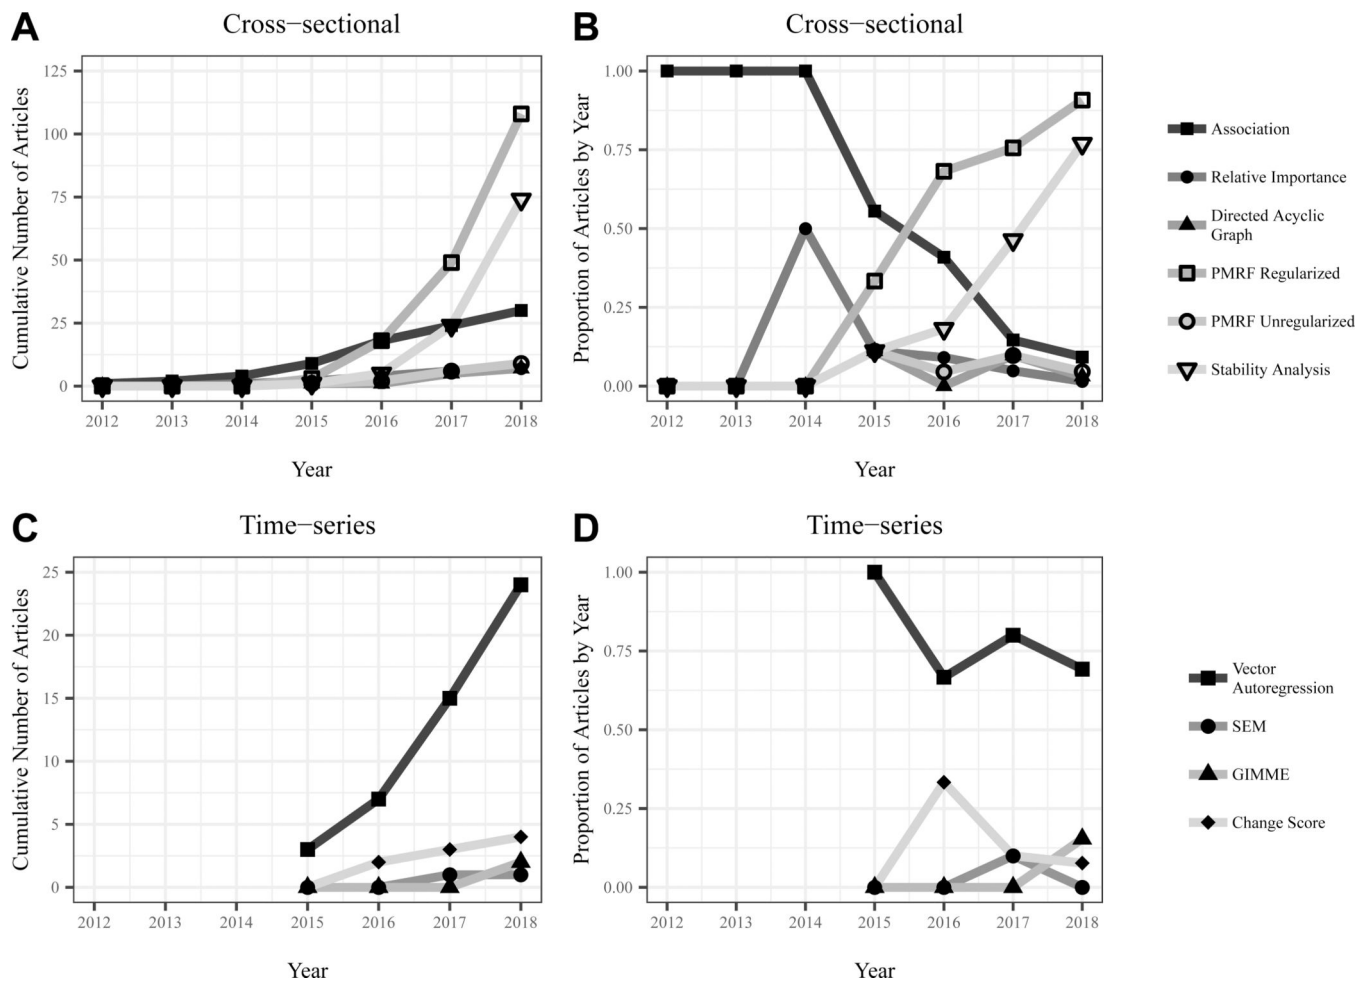 A
Cross−sectional
Cumulative Number of Articles
125
100
75
50
25
0
2012 2013 2014 2015 2016 2017 2018
Year
B
Cross−sectional
Proportion of Articles by Year
1.00
0.75
0.50
0.25
0.00
2012 2013 2014 2015 2016 2017 2018
Year
Association
Relative Importance
Directed Acyclic
Graph
PMRF Regularized
PMRF Unregularized
Stability Analysis
C
Time−series
Cumulative Number of Articles
25
20
15
10
5
0
2012 2013 2014 2015 2016 2017 2018
Year
D
Time−series
Proportion of Articles by Year
1.00
0.75
0.50
0.25
0.00
2012 2013 2014 2015 2016 2017 2018
Year
Vector
Autoregression
SEM
GIMME
Change Score